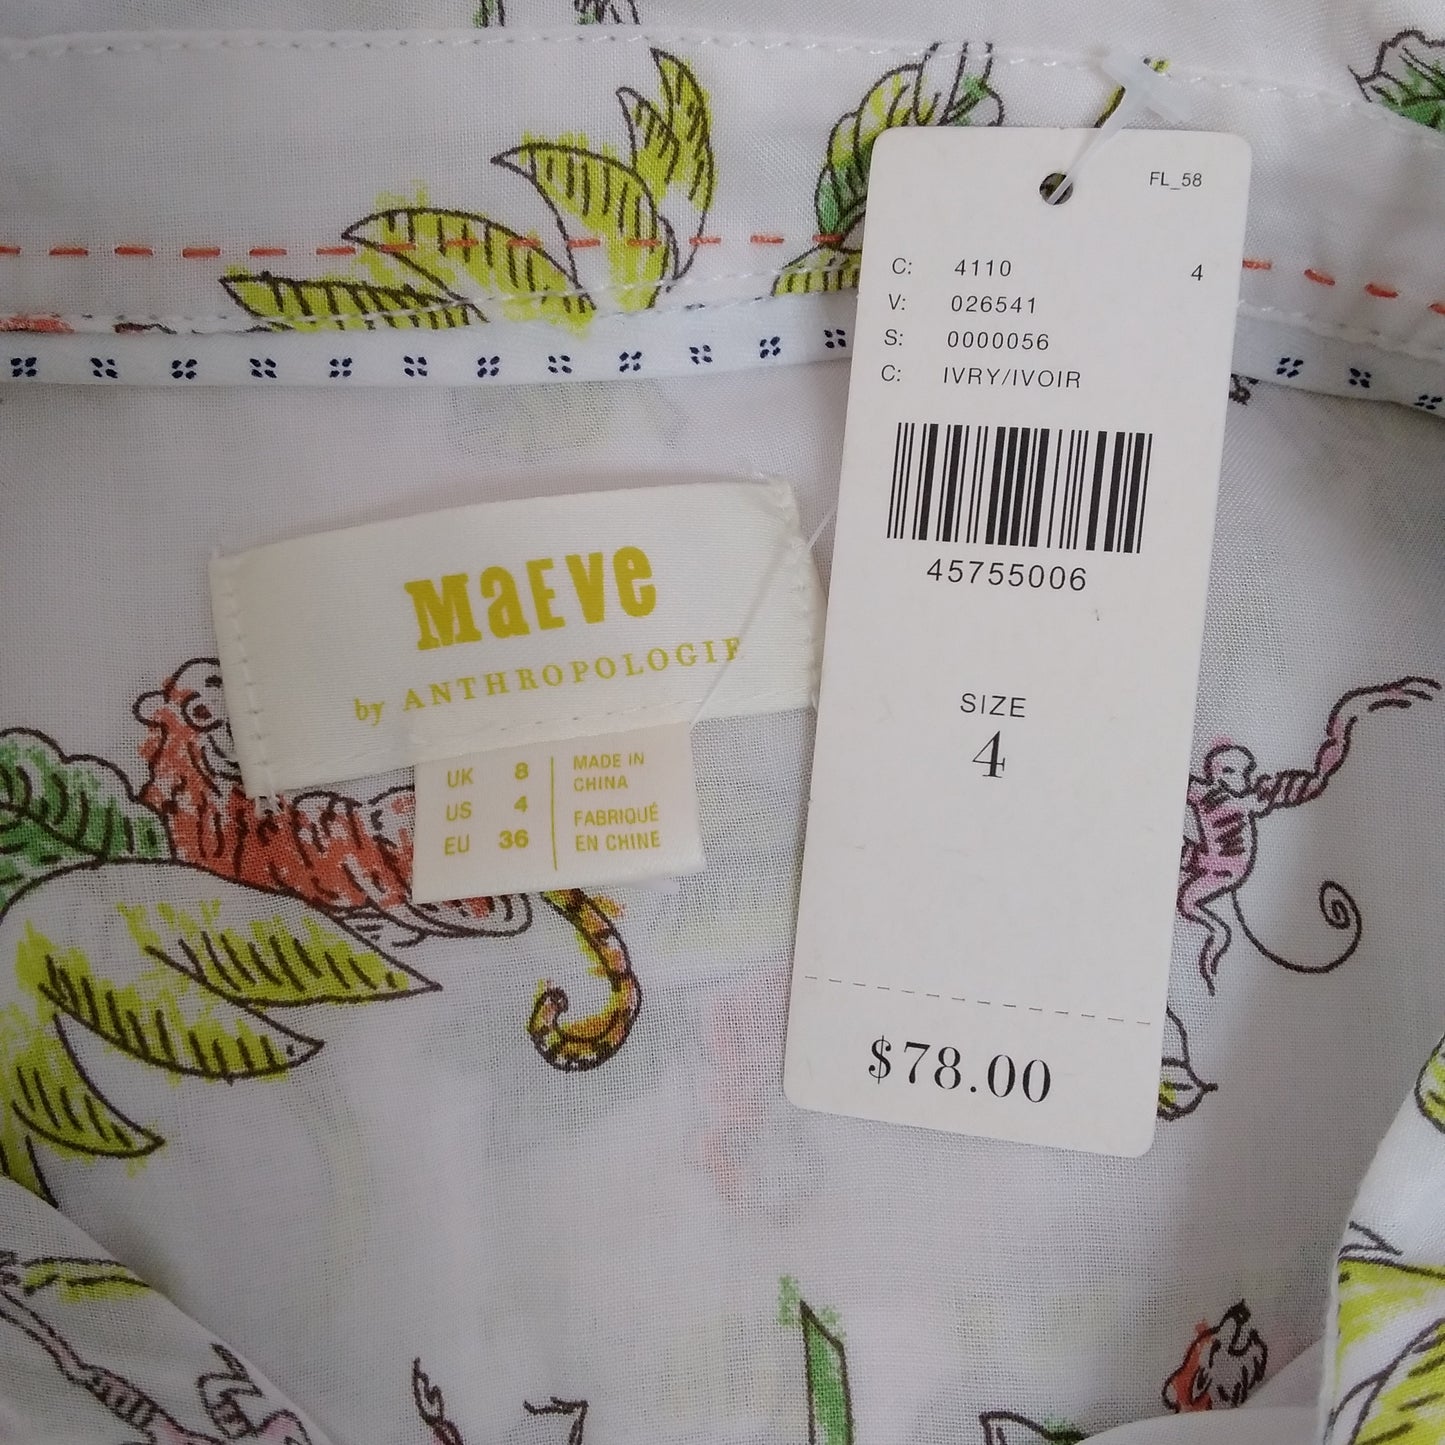 MaEve
by ANTHROPOLOGIE
UK 8
US 4
EU 36
MADE IN
CHINA
FABRIQUÉ
EN CHINE
FL_58
C: 4110 4
V: 026541
S: 0000056
C: IVRY/IVOIR
45755006
SIZE
4
$78.00